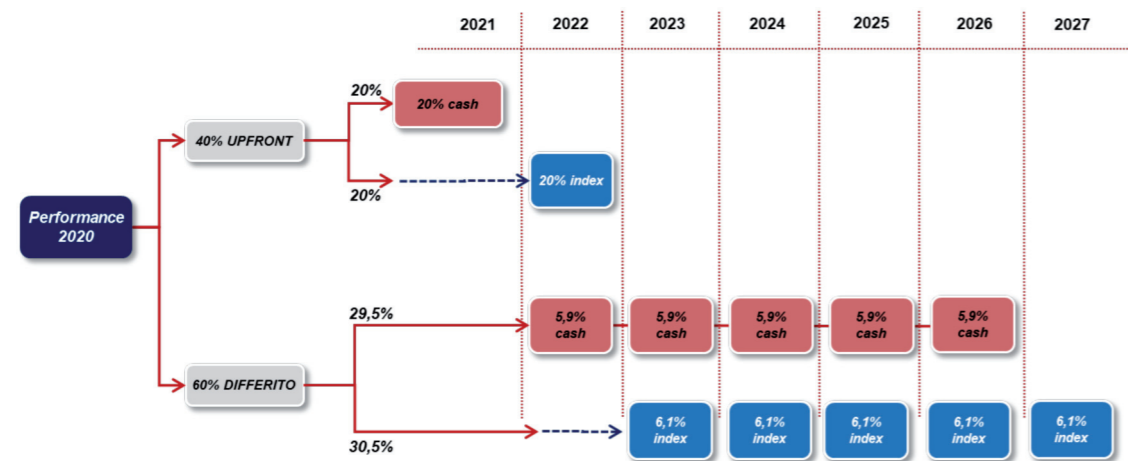 2021 2022 2023 2024 2025 2026 2027
20%
20% cash
40% UPFRONT
20% index
20%
Performance
2020
29,5%
5,9%
cash
5,9%
cash
5,9%
cash
5,9%
cash
5,9%
cash
60% DIFFERITO
6,1%
index
6,1%
index
6,1%
index
6,1%
index
6,1%
index
30,5%